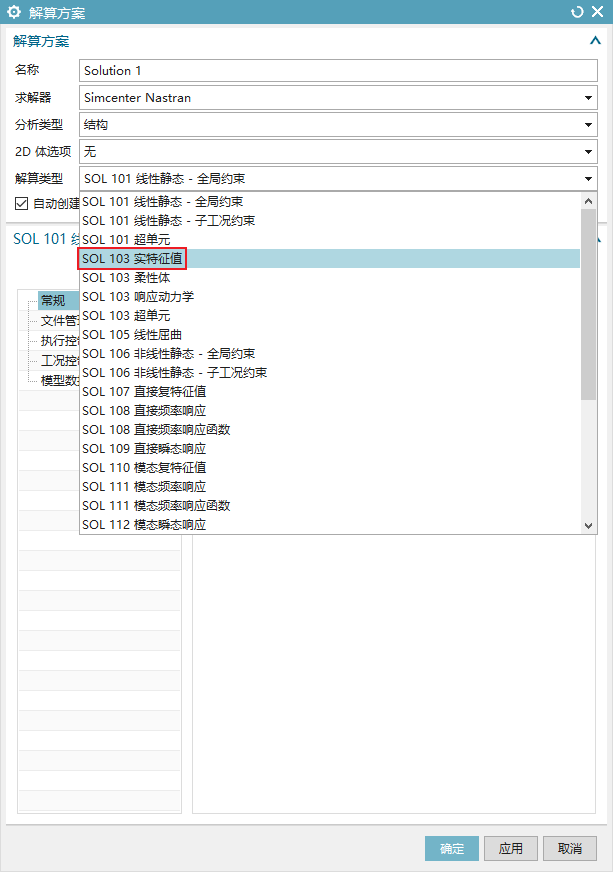 解算方案
解算方案
名称 Solution 1
求解器 Simcenter Nastran
分析类型 结构
2D 体选项 无
解算类型 SOL 101 线性静态 - 全局约束
自动创建
SOL 101 线性静态 - 全局约束
SOL 101 线性静态 - 子工况约束
SOL 101 超单元
SOL 101 线
SOL 103 实特征值
SOL 103 柔性体
SOL 103 响应动力学
常规
SOL 103 超单元
文件管
SOL 105 线性屈曲
执行控
SOL 106 非线性静态 - 全局约束
工况控
SOL 106 非线性静态 - 子工况约束
模型数
SOL 107 直接复特征值
SOL 108 直接频率响应
SOL 108 直接频率响应函数
SOL 109 直接瞬态响应
SOL 110 模态复特征值
SOL 111 模态频率响应
SOL 111 模态频率响应函数
SOL 112 模态瞬态响应
确定 应用 取消